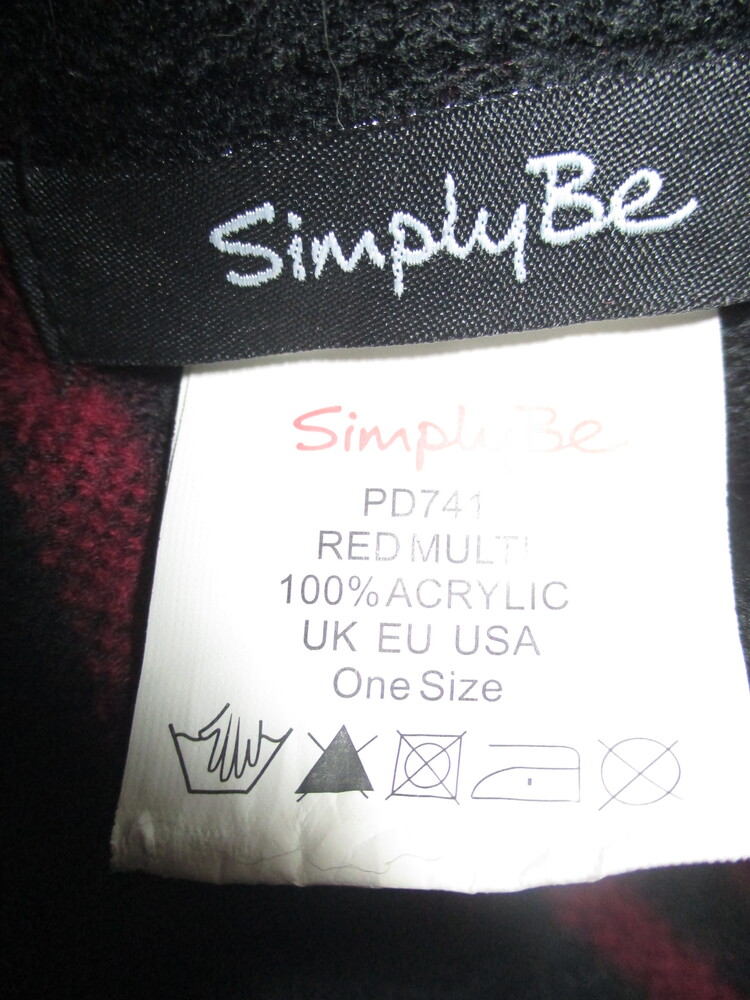 SimplyBe
SimplyBe
PD741
RED MULTI
100% ACRYLIC
UK EU USA
One Size